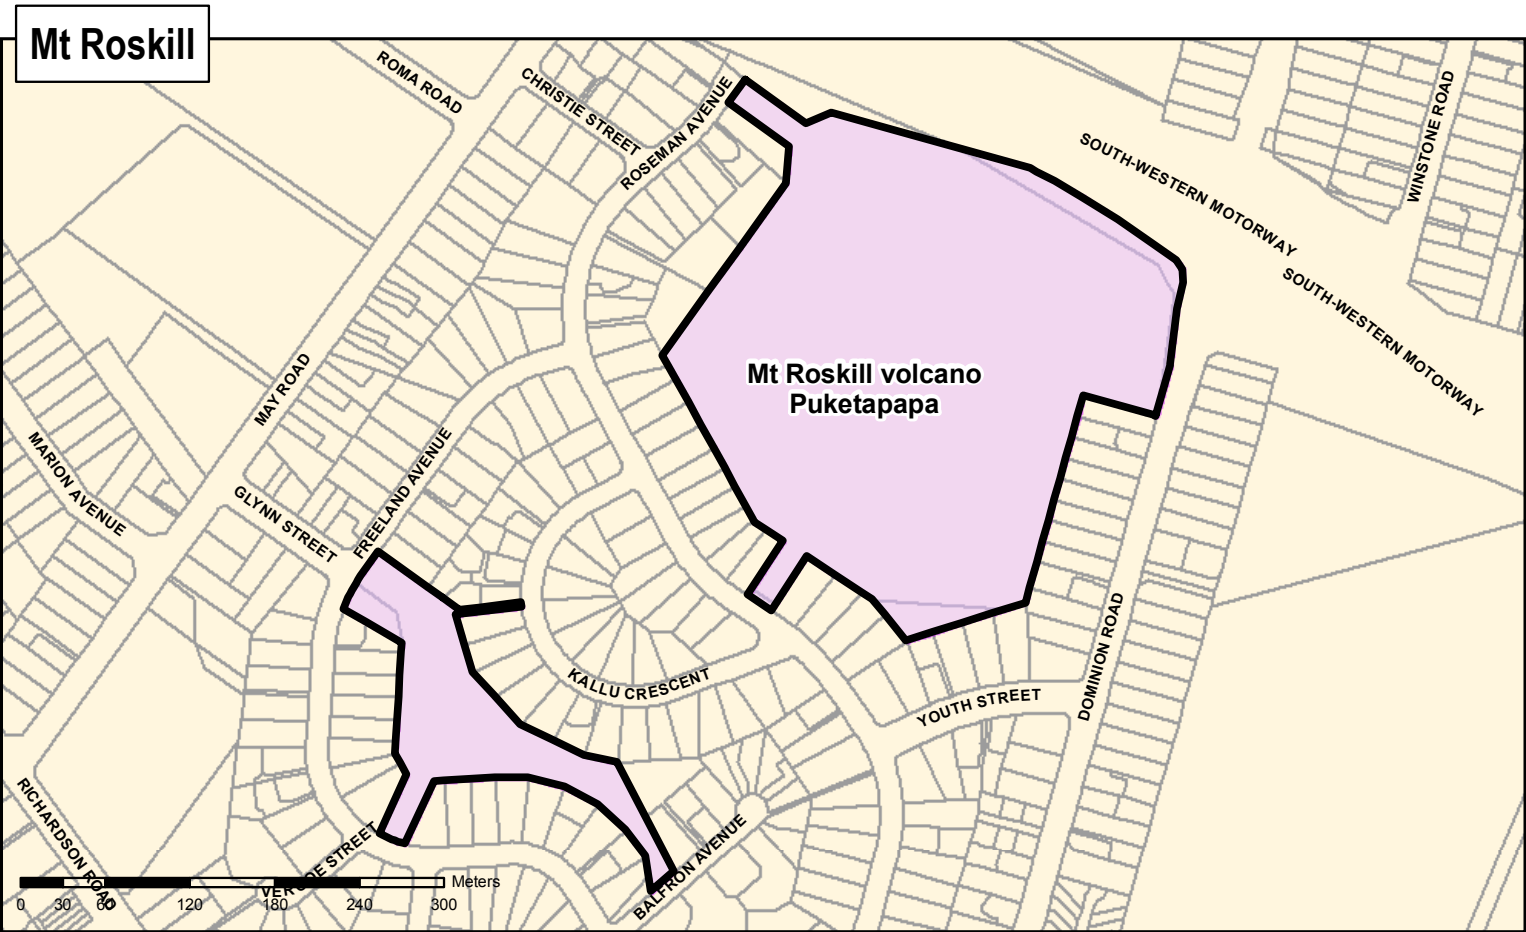 Mt Roskill
ROMA ROAD
CHRISTIE STREET
ROSEMAN AVENUE
SOUTH-WESTERN MOTORWAY
WINSTONE ROAD
SOUTH-WESTERN MOTORWAY
Mt Roskill volcano
Puketapapa
MAY ROAD
MARION AVENUE
GLYNN STREET
FREELAND AVENUE
DOMINION ROAD
KALLU CRESCENT
YOUTH STREET
RICHARDSON ROAD
STREET
BALFRON AVENUE
Meters
0 30 60 120 180 240 300